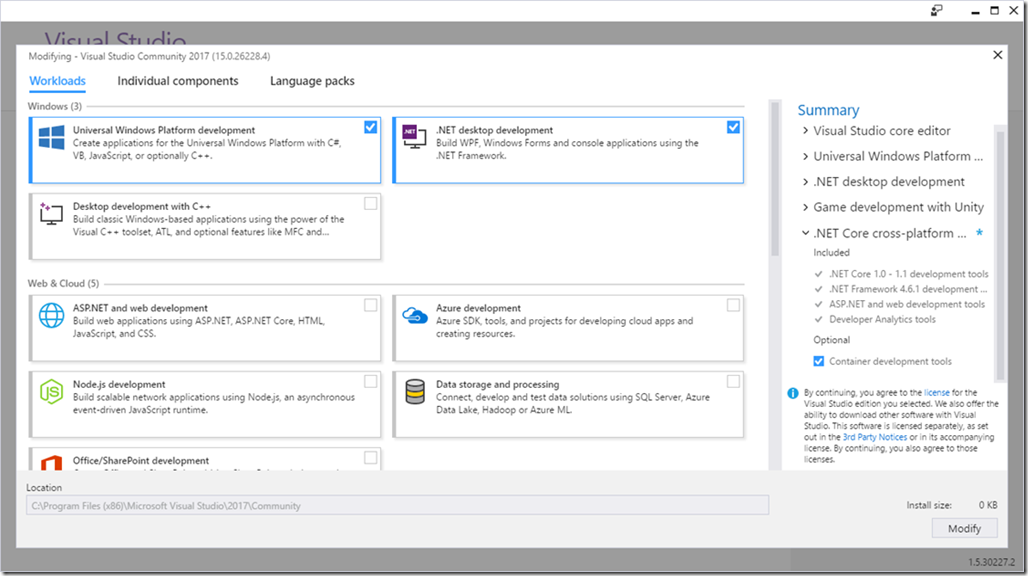 Visual Studio
Modifying - Visual Studio Community 2017 (15.0.26228.4)
Workloads
Individual components
Language packs
Windows (3)
Universal Windows Platform development
Create applications for the Universal Windows Platform with C#,
VB, JavaScript, or optionally C++.
.NET
.NET desktop development
Build WPF, Windows Forms and console applications using the
.NET Framework.
Desktop development with C++
Build classic Windows-based applications using the power of the
Visual C++ toolset, ATL, and optional features like MFC and...
Web & Cloud (5)
ASP.NET and web development
Build web applications using ASP.NET, ASP.NET Core, HTML,
JavaScript, and CSS.
Azure development
Azure SDK, tools, and projects for developing cloud apps and
creating resources.
JS
Node.js development
Build scalable network applications using Node.js, an asynchronous
event-driven JavaScript runtime.
Data storage and processing
Connect, develop and test data solutions using SQL Server, Azure
Data Lake, Hadoop or Azure ML.
Office/SharePoint development
Summary
Visual Studio core editor
Universal Windows Platform ...
.NET desktop development
Game development with Unity
.NET Core cross-platform ... *
Included
.NET Core 1.0 - 1.1 development tools
.NET Framework 4.6.1 development ...
ASP.NET and web development tools
Developer Analytics tools
Optional
Container development tools
By continuing, you agree to the license for the
Visual Studio edition you selected. We also offer the
ability to download other software with Visual
Studio. This software is licensed separately, as set
out in the 3rd Party Notices or in its accompanying
license. By continuing, you also agree to those
licenses.
Location
C:\Program Files (x86)\Microsoft Visual Studio\2017\Community
Install size: 0 KB
Modify
1.5.30227.2